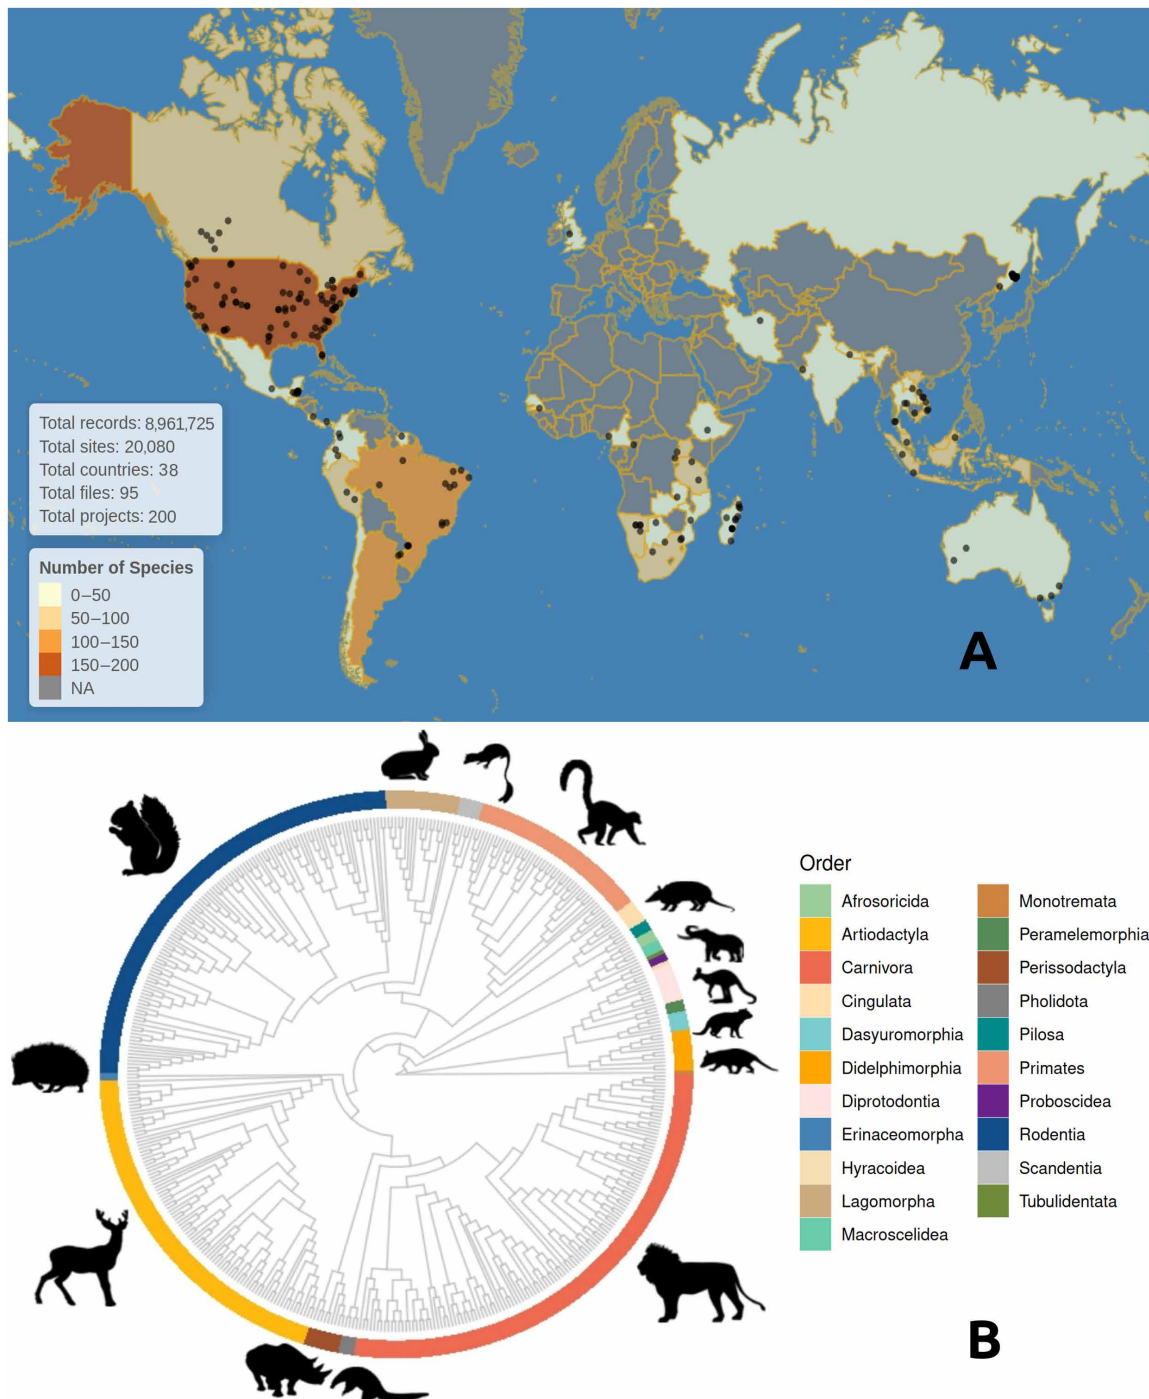 Total records: 8,961,725
Total sites: 20,080
Total countries: 38
Total files: 95
Total projects: 200
Number of Species
0–50
50–100
100–150
150–200
NA
A
Order
Afrosoricida
Artiodactyla
Carnivora
Cingulata
Dasyuromorphia
Didelphimorphia
Diprotodontia
Erinaceomorpha
Hyracoidea
Lagomorpha
Macroscelidea
Monotremata
Peramelemorphia
Perissodactyla
Pholidota
Pilosa
Primates
Proboscidea
Rodentia
Scandentia
Tubulidentata
B